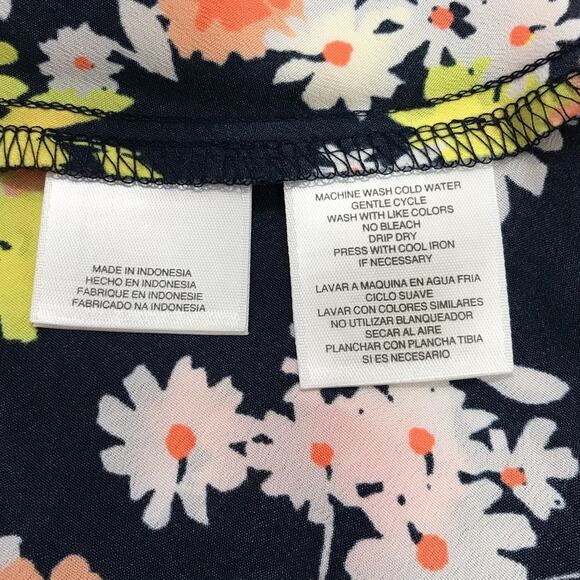 MADE IN INDONESIA
HECHO EN INDONESIA
FABRIQUE EN INDONESIE
FABRICADO NA INDONESIA
MACHINE WASH COLD WATER
GENTLE CYCLE
WASH WITH LIKE COLORS
NO BLEACH
DRIP DRY
PRESS WITH COOL IRON
IF NECESSARY
LAVAR A MAQUINA EN AGUA FRIA
CICLO SUAVE
LAVAR CON COLORES SIMILARES
NO UTILIZAR BLANQUEADOR
SECAR AL AIRE
PLANCHAR CON PLANCHA TIBIA
SI ES NECESARIO